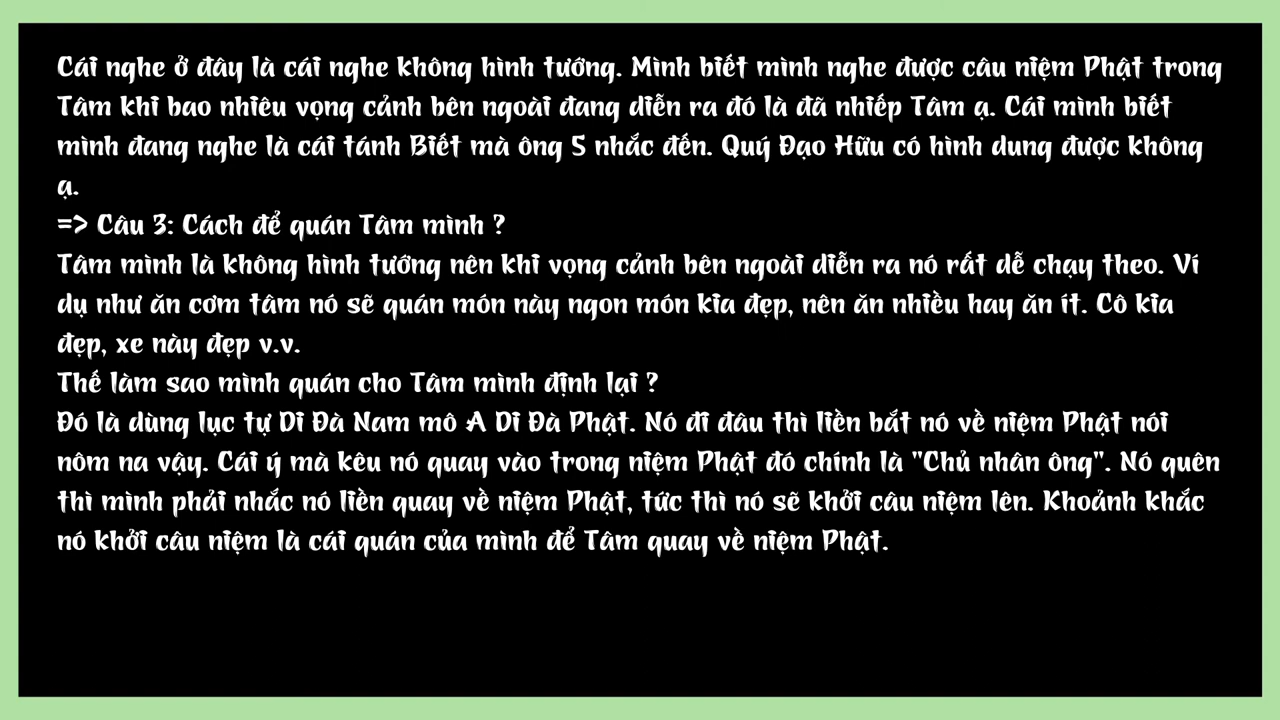 Cái nghe ở đây là cái nghe không hình tướng. Mình biết mình nghe được câu niệm Phật trong
Tâm khi bao nhiêu vọng cảnh bên ngoài đang diễn ra đó là đã nhiếp Tâm ạ. Cái mình biết
mình đang nghe là cái tánh Biết mà ông 5 nhắc đến. Quý Đạo Hữu có hình dung được không
ạ.
=> Câu 3: Cách để quán Tâm mình ?
Tâm mình là không hình tướng nên khi vọng cảnh bên ngoài diễn ra nó rất dễ chạy theo. Ví
dụ như ăn cơm tâm nó sẽ quán món này ngon món kia đẹp, nên ăn nhiều hay ăn ít. Cô kia
đẹp, xe này đẹp v.v.
Thế làm sao mình quán cho Tâm mình định lại ?
Đó là dùng lục tự Di Đà Nam mô A Di Đà Phật. Nó đi đâu thì liền bắt nó về niệm Phật nói
nôm na vậy. Cái ý mà kêu nó quay vào trong niệm Phật đó chính là "Chủ nhân ông". Nó quên
thì mình phải nhắc nó liền quay về niệm Phật, tức thì nó sẽ khởi câu niệm lên. Khoảnh khắc
nó khởi câu niệm là cái quán của mình để Tâm quay về niệm Phật.